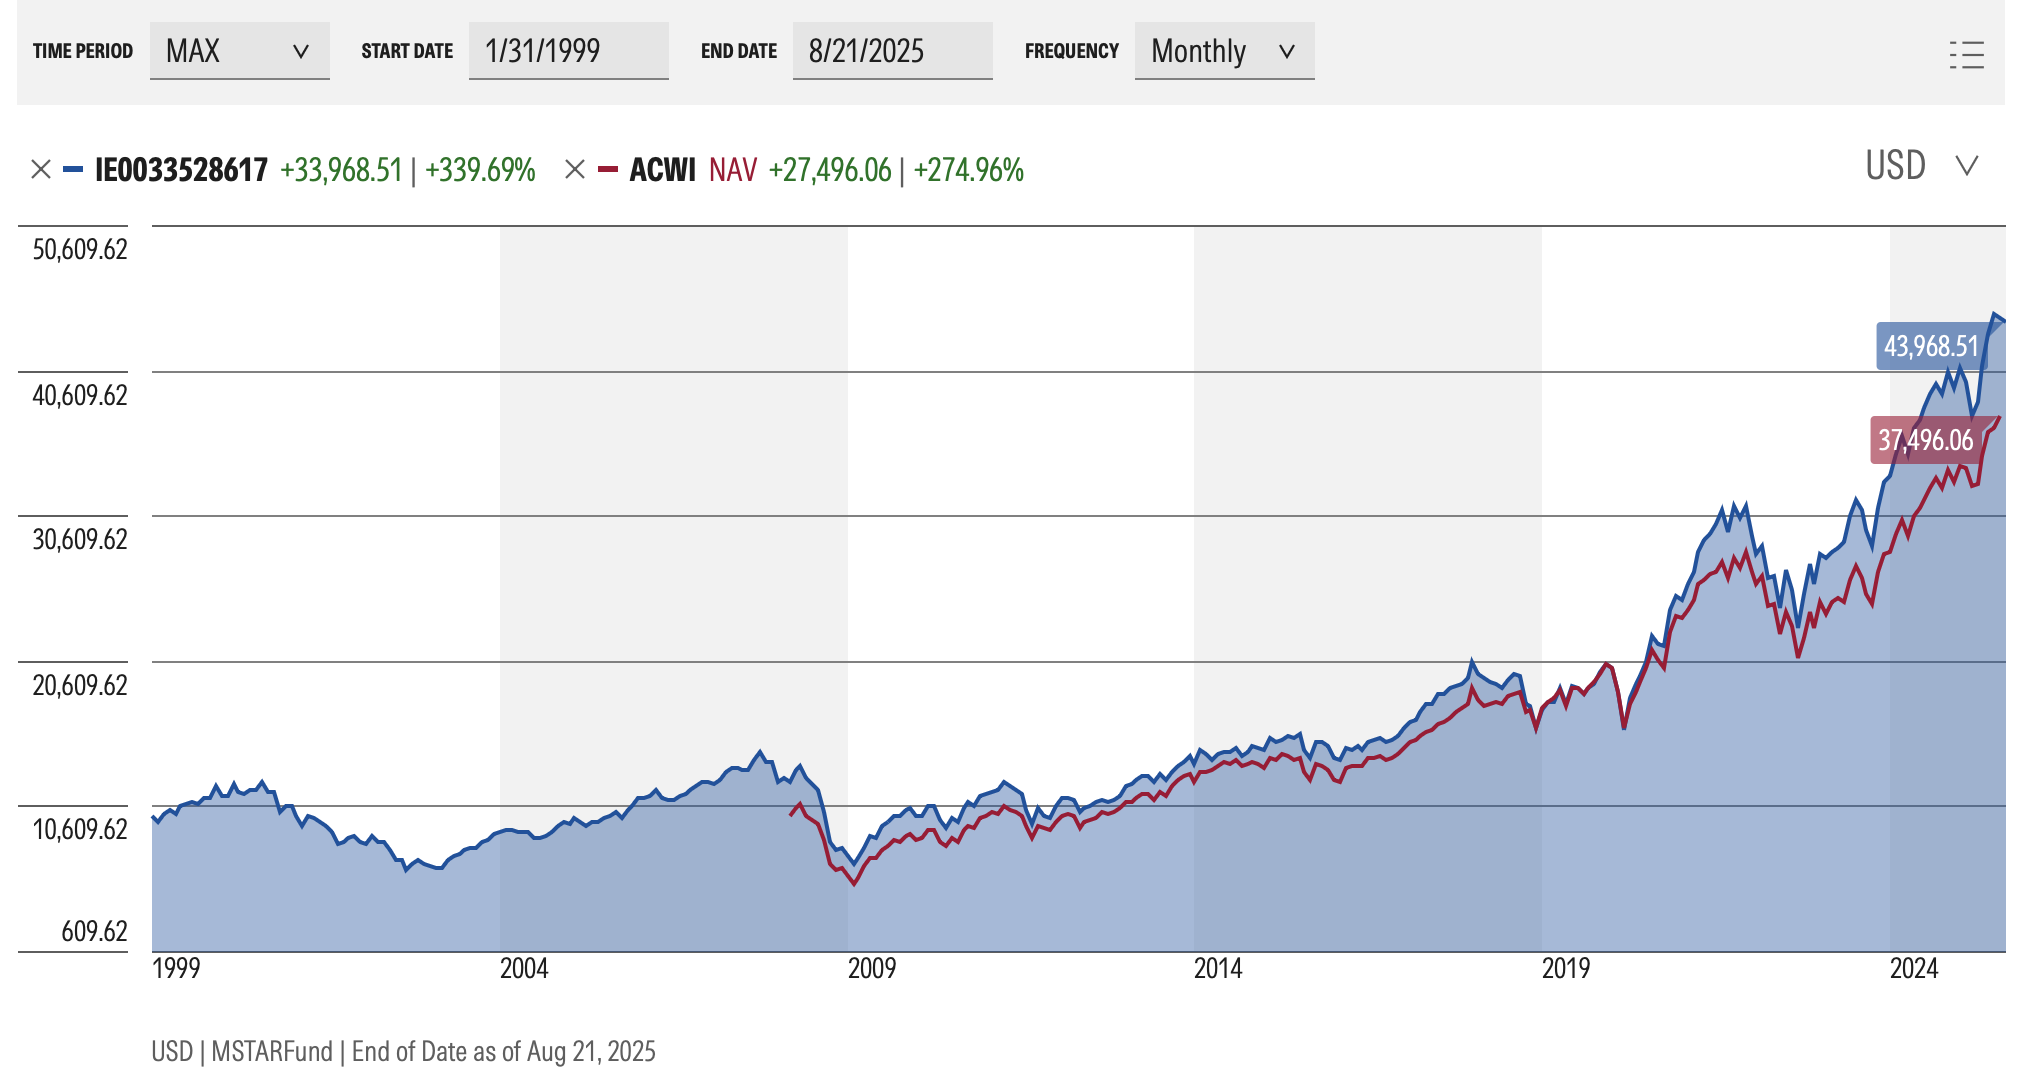 TIME PERIOD MAX START DATE 1/31/1999 END DATE 8/21/2025 FREQUENCY Monthly
IE0033528617 +33,968.51 | +339.69% ACWI NAV +27,496.06 | +274.96% USD
50,609.62
43,968.51
40,609.62
37,496.06
30,609.62
20,609.62
10,609.62
609.62
1999 2004 2009 2014 2019 2024
USD | MSTARFund | End of Date as of Aug 21, 2025